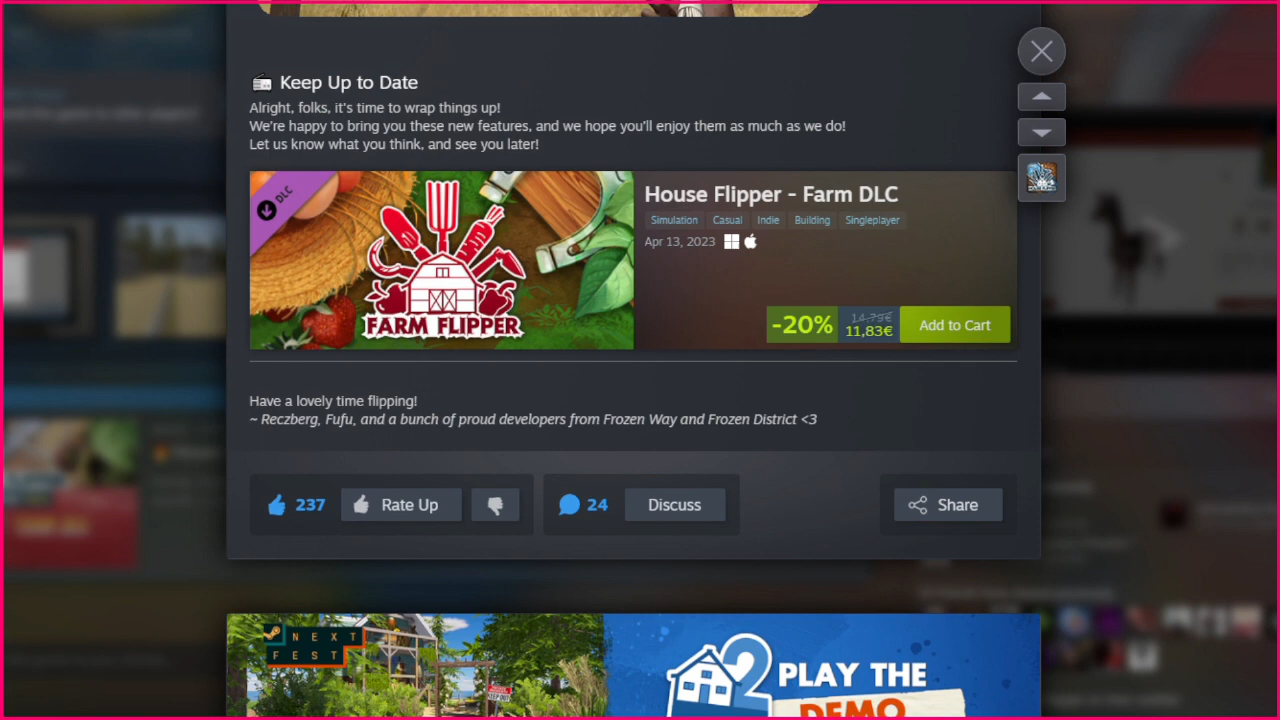 Keep Up to Date
Alright, folks, it's time to wrap things up!
We're happy to bring you these new features, and we hope you'll enjoy them as much as we do!
Let us know what you think, and see you later!
DLC
FARM FLIPPER
House Flipper - Farm DLC
Simulation Casual Indie Building Singleplayer
Apr 13, 2023
-20%
14,79€
11,83€
Add to Cart
Have a lovely time flipping!
~ Reczberg, Fufu, and a bunch of proud developers from Frozen Way and Frozen District <3
237
Rate Up
24
Discuss
Share
NEXT
FEST
KEEP OUT
2
PLAY THE
DEMO